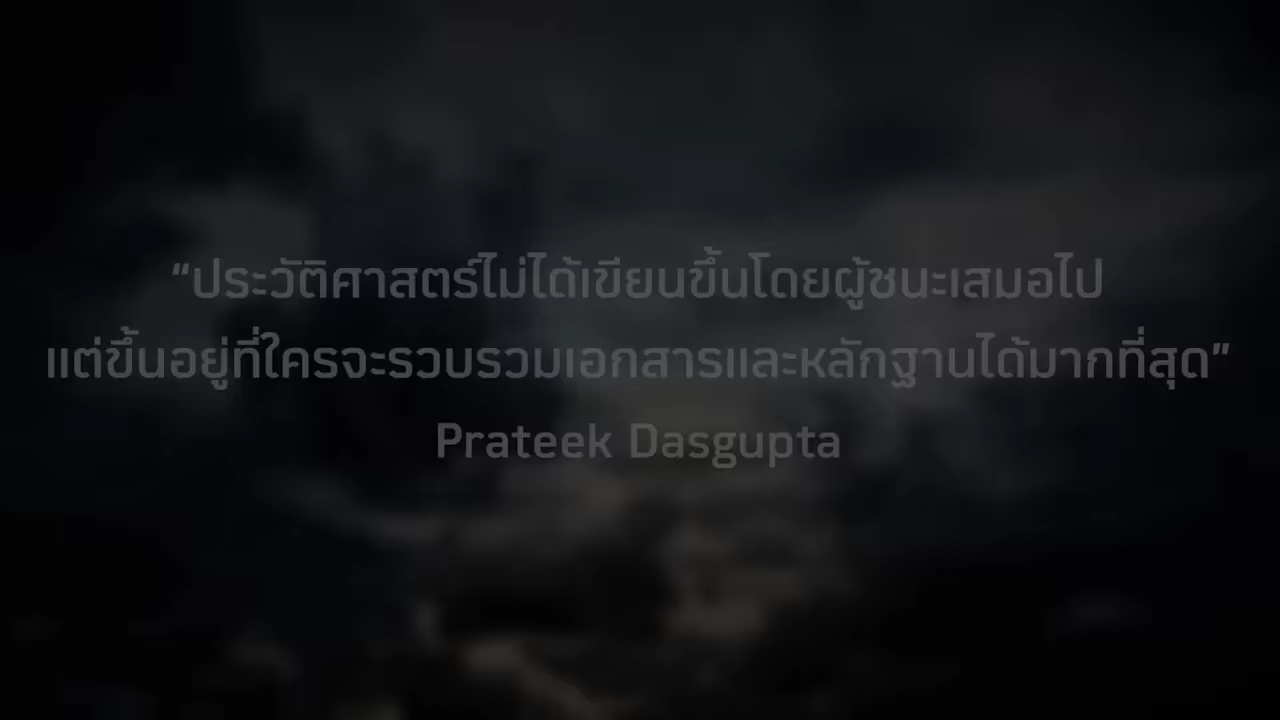 “ประวัติศาสตร์ไม่ได้เขียนขึ้นโดยผู้ชนะเสมอไป
แต่ขึ้นอยู่ที่ใครจะรวบรวมเอกสารและหลักฐานได้มากที่สุด”
Prateek Dasgupta